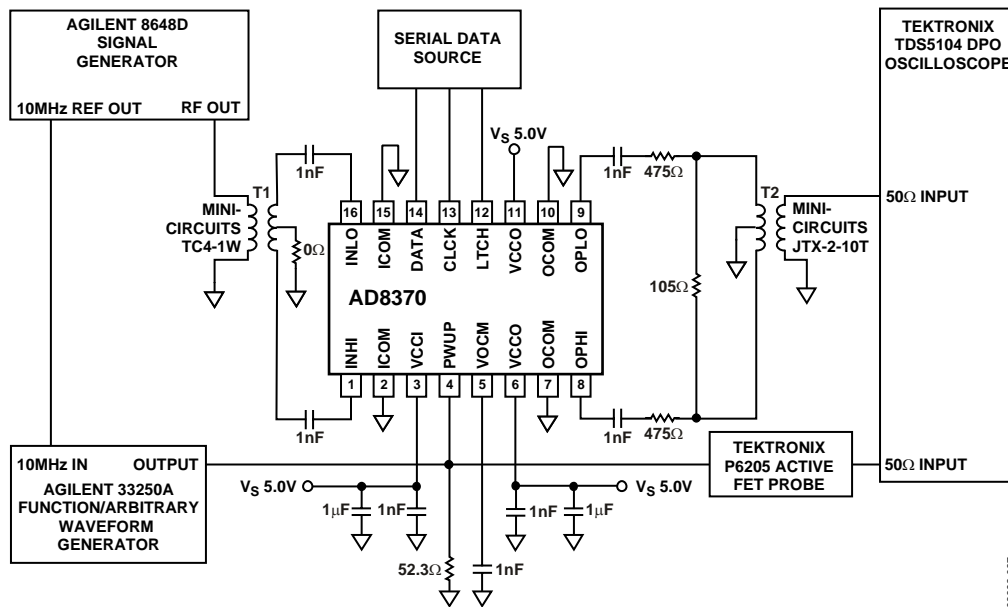 AGILENT 8648D
SIGNAL
GENERATOR
10MHz REF OUT
RF OUT
SERIAL DATA
SOURCE
TEKTRONIX
TDS5104 DPO
OSCILLOSCOPE
VS 5.0V
1nF
1nF
475Ω
T1
T2
MINI-
CIRCUITS
TC4-1W
0Ω
16
15
14
13
12
11
10
9
INLO
ICOM
DATA
CLCK
LTCH
VCCO
OCOM
OPLO
AD8370
INHI
ICOM
VCCI
PWUP
VOCM
VCCO
OCOM
OPHI
1
2
3
4
5
6
7
8
105Ω
MINI-
CIRCUITS
JTX-2-10T
50Ω INPUT
1nF
1nF
475Ω
10MHz IN
OUTPUT
AGILENT 33250A
FUNCTION/ARBITRARY
WAVEFORM
GENERATOR
TEKTRONIX
P6205 ACTIVE
FET PROBE
50Ω INPUT
VS 5.0V
1μF
1nF
1nF
1μF
VS 5.0V
52.3Ω
1nF